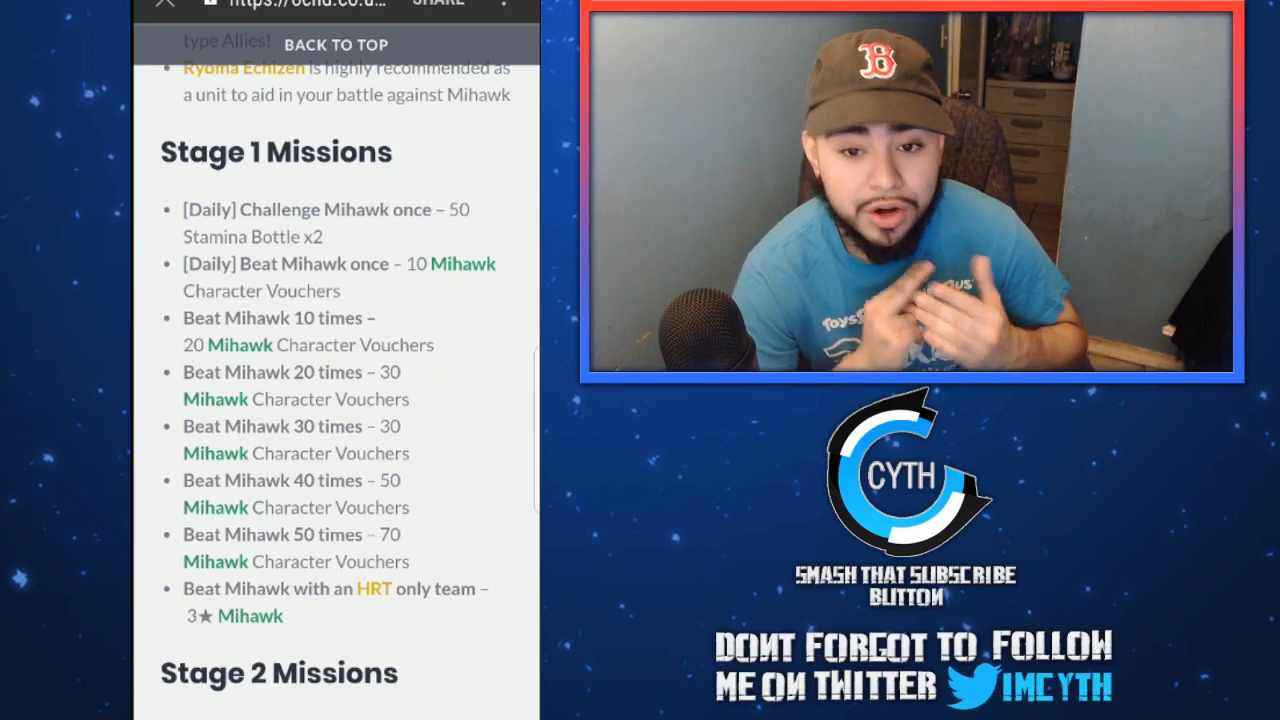 https://ochd.co.u...
SHARE
type Allies!
BACK TO TOP
Ryoma Echizen is highly recommended as
a unit to aid in your battle against Mihawk
Stage 1 Missions
[Daily] Challenge Mihawk once – 50
Stamina Bottle x2
[Daily] Beat Mihawk once – 10 Mihawk
Character Vouchers
Beat Mihawk 10 times –
20 Mihawk Character Vouchers
Beat Mihawk 20 times – 30
Mihawk Character Vouchers
Beat Mihawk 30 times – 30
Mihawk Character Vouchers
Beat Mihawk 40 times – 50
Mihawk Character Vouchers
Beat Mihawk 50 times – 70
Mihawk Character Vouchers
Beat Mihawk with an HRT only team –
3★ Mihawk
Stage 2 Missions
B
Toys
CYTH
SMASH THAT SUBSCRIBE
BUTTON
DONT FORGOT TO FOLLOW
ME ON TWITTER IMCYTH